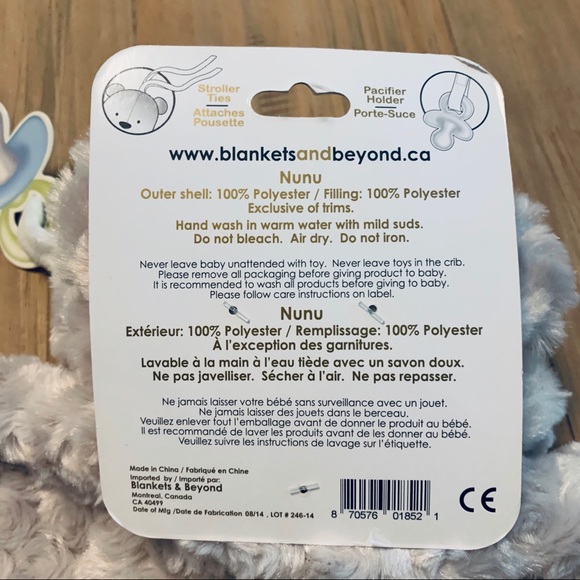 Stroller
Ties
Attaches
Pousette
Pacifier
Holder
Porte-Suce
www.blanketsandbeyond.ca
Nunu
Outer shell: 100% Polyester / Filling: 100% Polyester
Exclusive of trims.
Hand wash in warm water with mild suds.
Do not bleach. Air dry. Do not iron.
Never leave baby unattended with toy. Never leave toys in the crib.
Please remove all packaging before giving product to baby.
It is recommended to wash all products before giving to baby.
Please follow care instructions on label.
Nunu
Extérieur: 100% Polyester / Remplissage: 100% Polyester
À l'exception des garnitures.
Lavable à la main à l'eau tiède avec un savon doux.
Ne pas javelliser. Sécher à l'air. Ne pas repasser.
Ne jamais laisser votre bébé sans surveillance avec un jouet.
Ne jamais laisser des jouets dans le berceau.
Veuillez enlever tout l'emballage avant de donner le produit au bébé.
Il est recommandé de laver les produits avant de les donner au bébé.
Veuillez suivre les instructions de lavage sur l'étiquette.
Made in China / Fabriqué en Chine
Imported by / Importé par:
Blankets & Beyond
Montreal, Canada
CA 40499
Date of Mfg /Date de Fabrication 08/14 , LOT # 246-14
8 70576 01852 1
CE